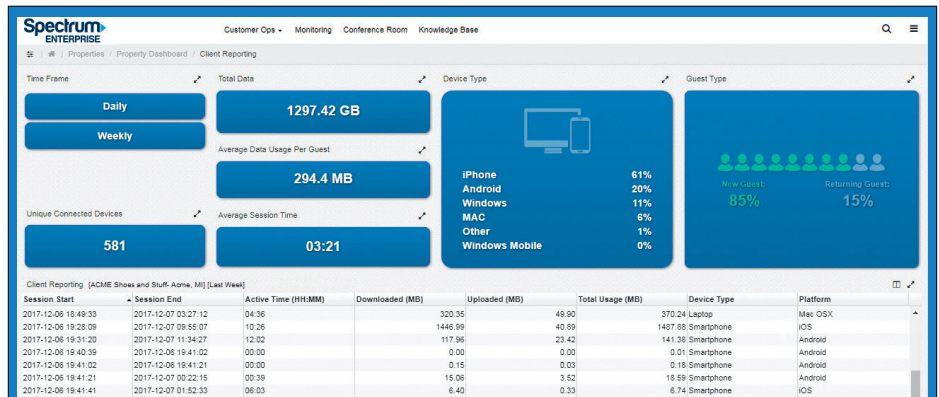 Spectrum
ENTERPRISE
Customer Ops Monitoring Conference Room Knowledge Base
Properties / Property Dashboard / Client Reporting
Time Frame
Daily
Weekly
Unique Connected Devices
581
Total Data
1297.42 GB
Average Data Usage Per Guest
294.4 MB
Average Session Time
03:21
Device Type
iPhone 61%
Android 20%
Windows 11%
MAC 6%
Other 1%
Windows Mobile 0%
Guest Type
New Guest: Returning Guest:
85% 15%
Client Reporting [ACME Shoes and Stuff- Acme, MI] [Last Week]
Session Start Session End Active Time (HH:MM) Downloaded (MB) Uploaded (MB) Total Usage (MB) Device Type Platform
2017-12-06 18:49:33 2017-12-07 03:27:12 04:36 320.35 49.90 370.24 Laptop Mac OSX
2017-12-06 19:28:09 2017-12-07 09:55:07 10:26 1446.99 40.89 1487.88 Smartphone iOS
2017-12-06 19:31:20 2017-12-07 11:34:27 12:02 117.96 23.42 141.38 Smartphone Android
2017-12-06 19:40:39 2017-12-06 19:41:02 00:00 0.00 0.00 0.01 Smartphone Android
2017-12-06 19:41:02 2017-12-06 19:41:21 00:00 0.15 0.03 0.18 Smartphone Android
2017-12-06 19:41:21 2017-12-07 00:22:15 00:39 15.06 3.52 18.59 Smartphone Android
2017-12-06 19:41:41 2017-12-07 01:52:33 06:03 6.40 0.33 6.74 Smartphone iOS